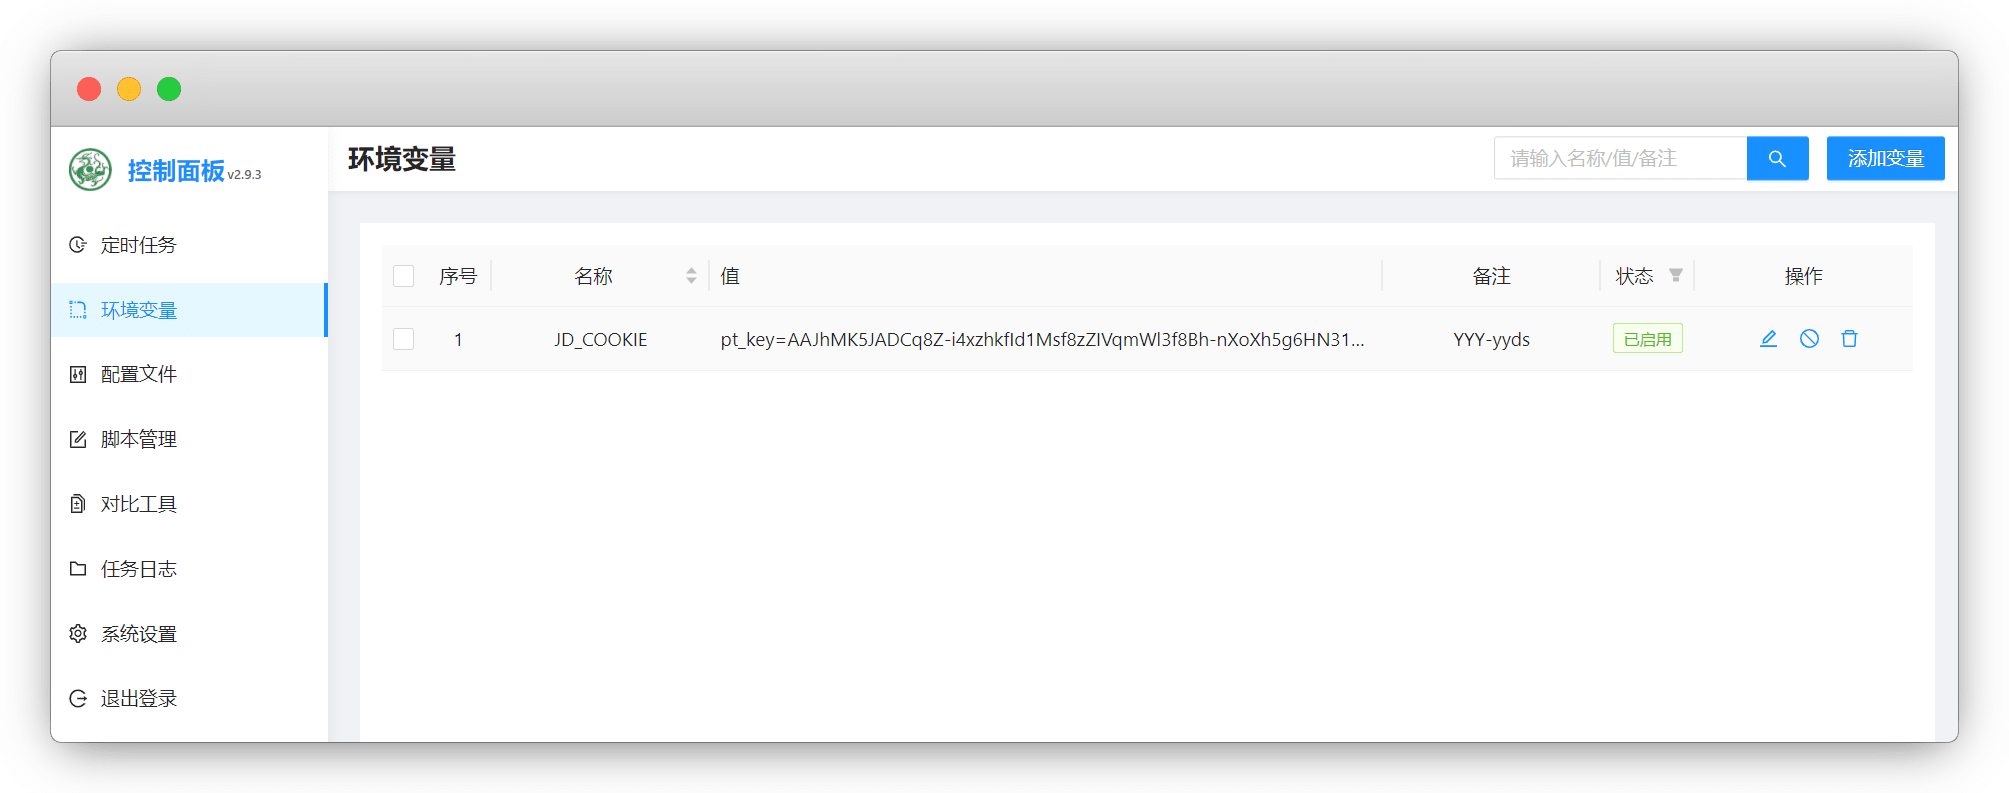 控制面板 v2.9.3
定时任务
环境变量
配置文件
脚本管理
对比工具
任务日志
系统设置
退出登录
环境变量
请输入名称/值/备注
添加变量
序号 名称 值 备注 状态 操作
1 JD_COOKIE pt_key=AAJhMK5JADCq8Z-i4xzhkfId1Msf8zZIVqmWl3f8Bh-nXoXh5g6HN31... YYY-yyds 已启用